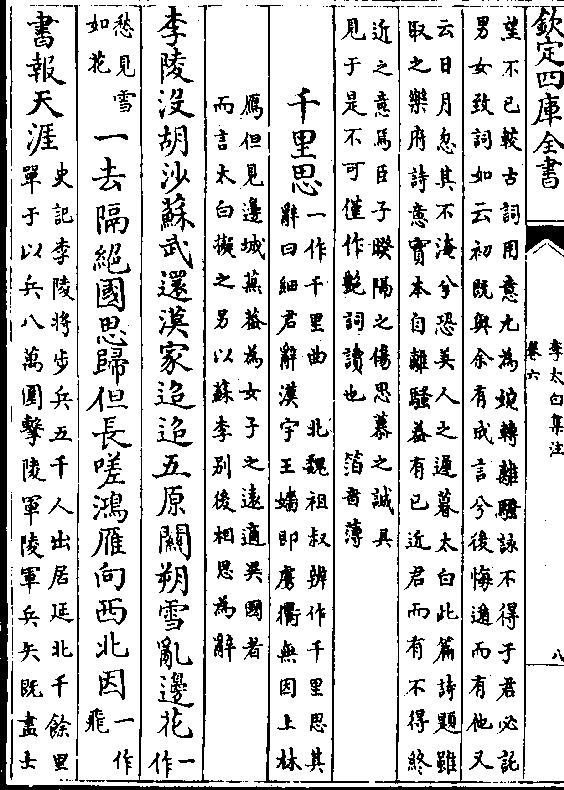 欽定四庫全書
李太白集注
卷六
八
望不已較古詞用意尤為婉轉離騷詠不得于君必託
男女致詞如云初既與余有成言兮後悔遁而有他又
云日月忽其不淹兮恐美人之遲暮太白此篇詩題雖
取之樂府詩意實本自離騷葢有已近君而有不得終
近之意焉臣子暌隔之傷思慕之誠具
見于是不可僅作艶詞讀也 箔音薄
千里思 一作千里曲 北魏祖叔辨作千里思其
辭曰細君辭漢宇王嬙即虜衢無因上林
雁但見邊城蕪葢為女子之遠適異國者
而言太白擬之另以蘇李別後相思為辭
李陵没胡沙蘇武還漢家迢迢五原關朔雪亂邊花 一作
愁見雪如花 一去隔絕國思歸但長嗟鴻雁向西北因 一作飛
書報天涯 史記李陵將步兵五千人出居延北千餘里
單于以兵八萬圍擊陵軍陵軍兵矢既盡士